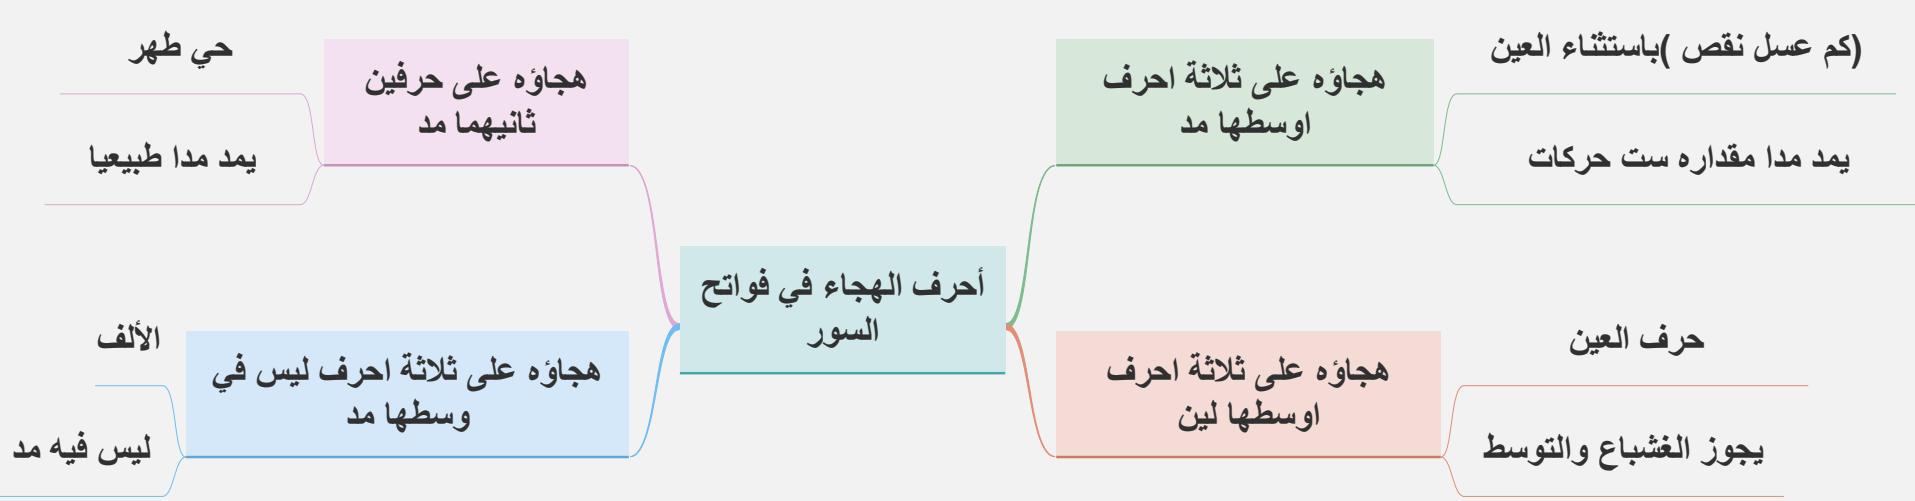 أحرف الهجاء في فواتح
السور
هجاؤه على ثلاثة احرف
اوسطها مد
(كم عسل نقص )باستثناء العين
يمد مدا مقداره ست حركات
هجاؤه على ثلاثة احرف
اوسطها لين
حرف العين
يجوز الغشباع والتوسط
هجاؤه على حرفين
ثانيهما مد
حي طهر
يمد مدا طبيعيا
هجاؤه على ثلاثة احرف ليس في
وسطها مد
الألف
ليس فيه مد